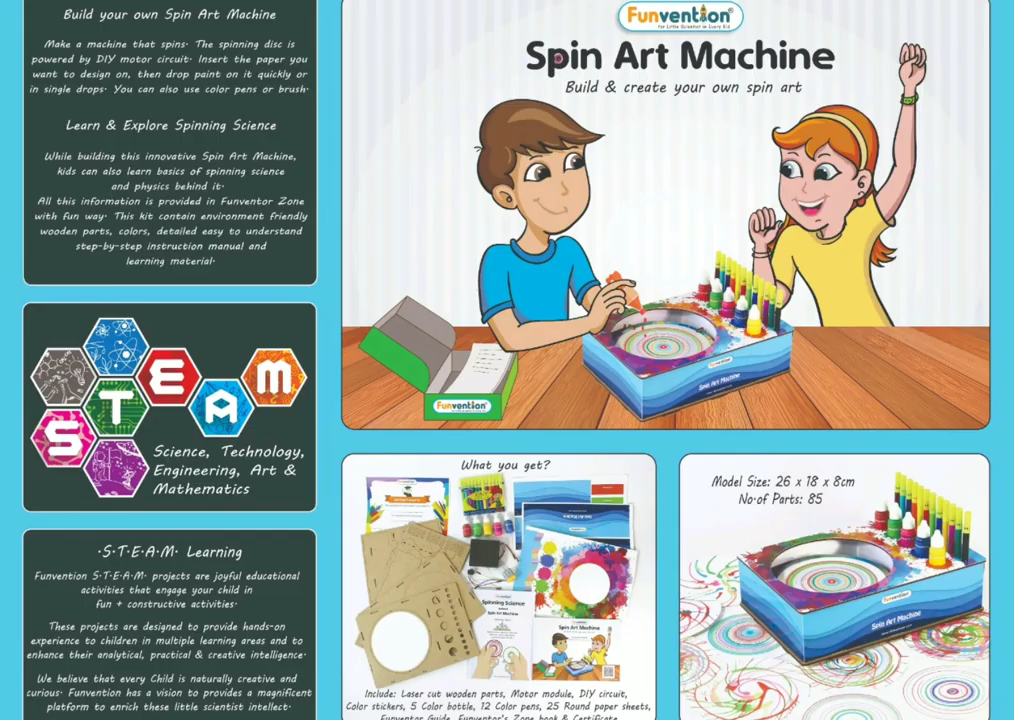 Build your own Spin Art Machine
Make a machine that spins. The spinning disc is
powered by DIY motor circuit. Insert the paper you
want to design on, then drop paint on it quickly or
in single drops. You can also use color pens or brush.
Learn & Explore Spinning Science
While building this innovative Spin Art Machine,
kids can also learn basics of spinning science
and physics behind it.
All this information is provided in Funventor Zone
with fun way. This kit contain environment friendly
wooden parts, colors, detailed easy to understand
step-by-step instruction manual and
learning material.
S
T
E
A
M
Science, Technology,
Engineering, Art &
Mathematics
.S.T.E.A.M. Learning
Funvention S.T.E.A.M. projects are joyful educational
activities that engage your child in
fun + constructive activities.
These projects are designed to provide hands-on
experience to children in multiple learning areas and to
enhance their analytical, practical & creative intelligence.
We believe that every Child is naturally creative and
curious. Funvention has a vision to provides a magnificent
platform to enrich these little scientist intellect.
Funvention
For Little Scientist in Every Kid
Spin Art Machine
Build & create your own spin art
Funvention
Funvention
Spin Art Machine
What you get?
Spinning Science
Spin Art Machine
Spin Art Machine
Include: Laser cut wooden parts, Motor module, DIY circuit,
Color stickers, 5 Color bottle, 12 Color pens, 25 Round paper sheets,
Funventor Guide, Funventor's Zone book & Certificate
Model Size: 26 x 18 x 8cm
No.of Parts: 85
Funvention
Spin Art Machine